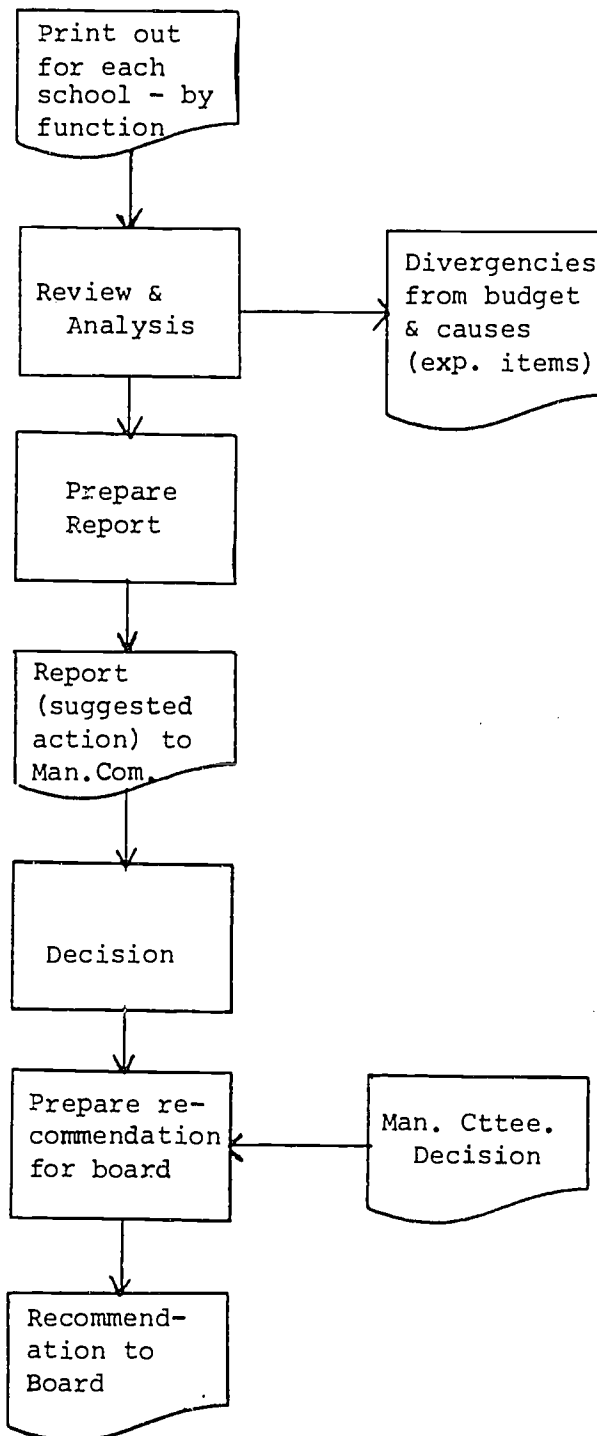 Print out
for each
school - by
function
Review &
Analysis
Divergencies
from budget
& causes
(exp. items)
Prepare
Report
Report
(suggested
action) to
Man.Com.
Decision
Prepare re-
commendation
for board
Man. Cttee.
Decision
Recommend-
ation to
Board